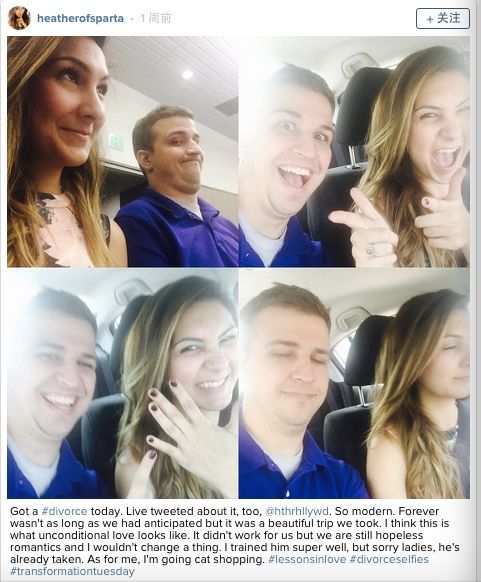 heatherofsparta • 1 周前
+ 关注
Got a #divorce today. Live tweeted about it, too, @hthrhllywd. So modern. Forever
wasn't as long as we had anticipated but it was a beautiful trip we took. I think this is
what unconditional love looks like. It didn't work for us but we are still hopeless
romantics and I wouldn't change a thing. I trained him super well, but sorry ladies, he's
already taken. As for me, I'm going cat shopping. #lessonsinlove #divorceselfies
#transformationtuesday